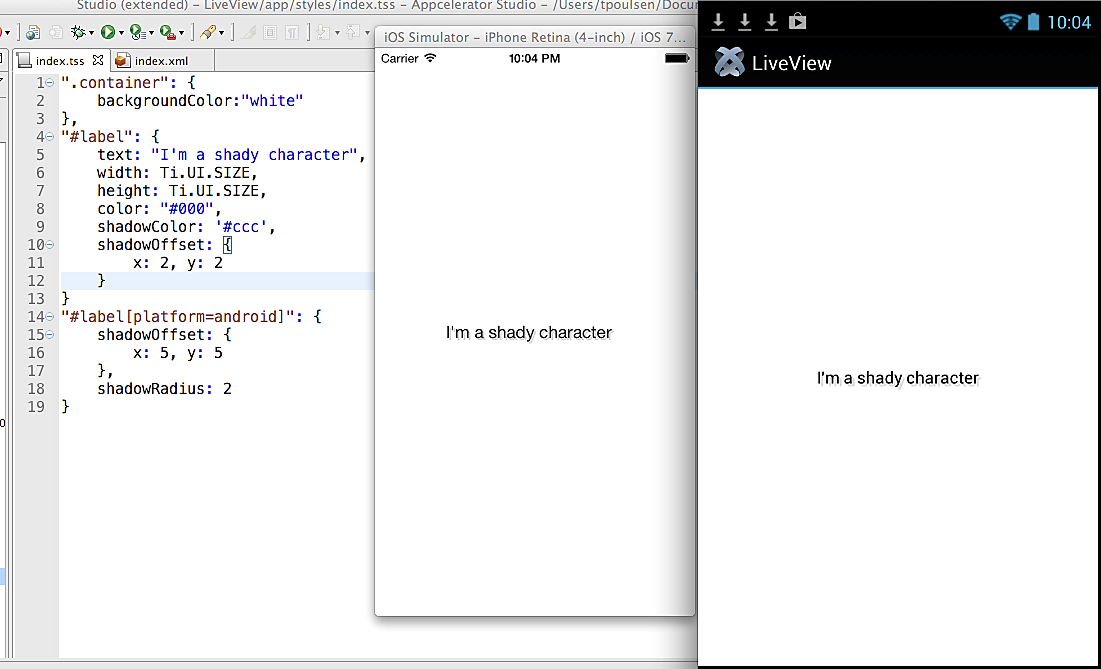 Studio (extended) – LiveView/app/styles/index.tss – Appcelerator Studio – /Users/tpoulsen/Docum
index.tss
index.xml
1 ".container": {
2 backgroundColor:"white"
3 },
4 "#label": {
5 text: "I'm a shady character",
6 width: Ti.UI.SIZE,
7 height: Ti.UI.SIZE,
8 color: "#000",
9 shadowColor: '#ccc',
10 shadowOffset: {
11 x: 2, y: 2
12 }
13 }
14 "#label[platform=android]": {
15 shadowOffset: {
16 x: 5, y: 5
17 },
18 shadowRadius: 2
19 }
iOS Simulator – iPhone Retina (4-inch) / iOS 7...
Carrier 10:04 PM
I'm a shady character
10:04
LiveView
I'm a shady character